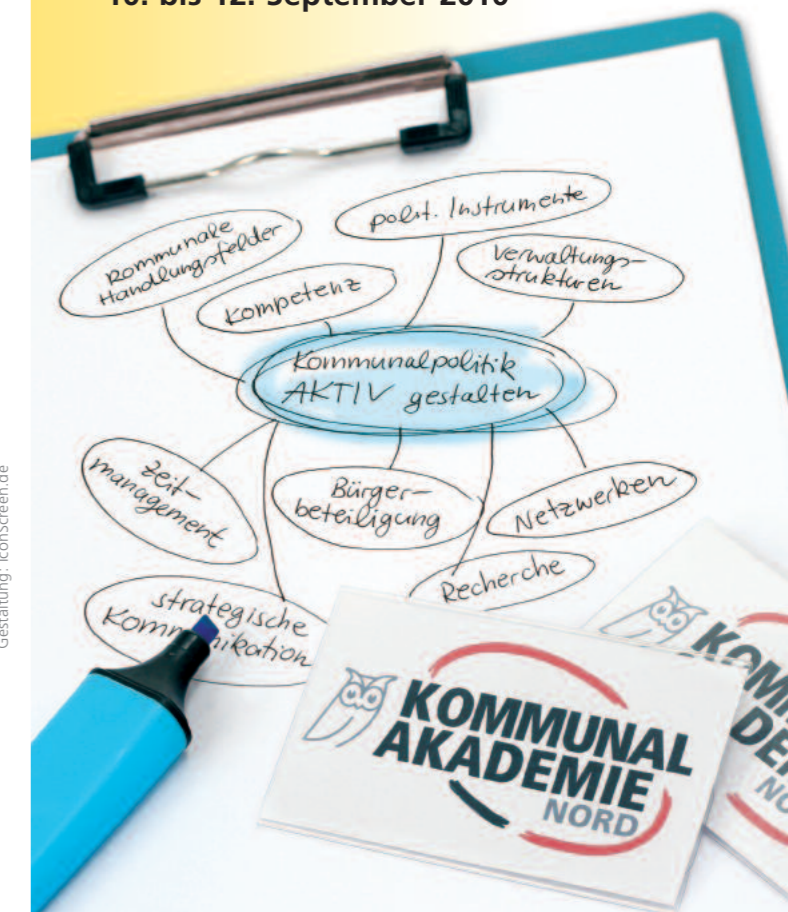 10. bis 12. September 2010
Kommunale
Handlungsfelder
polit. Instrumente
Verwaltungs-
strukturen
Kompetenz
Kommunalpolitik
AKTIV gestalten
Zeit-
management
Bürger-
beteiligung
Netzwerken
Recherche
strategische
Kommunikation
KOMMUNAL
AKADEMIE
NORD
Gestaltung: iconscreen.de